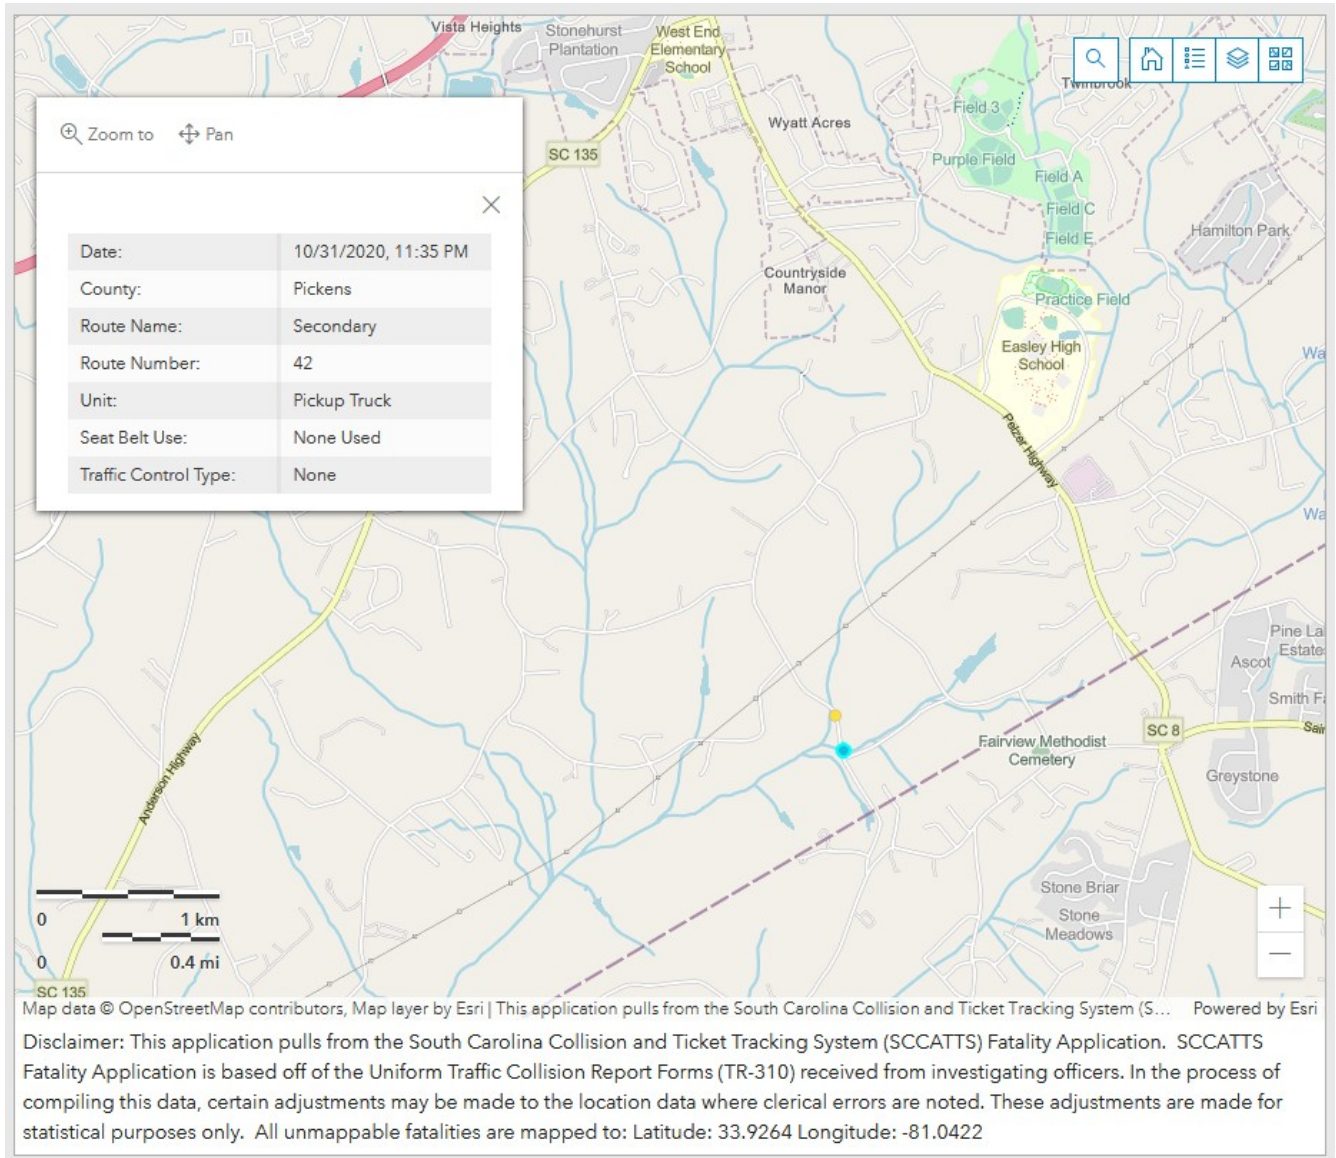 Vista Heights
Stonehurst
Plantation
West End
Elementary
School
Twinbrook
Field 3
Wyatt Acres
Zoom to Pan
SC 135
Purple Field
Field A
Field C
Hamilton Park
Field E
Date: 10/31/2020, 11:35 PM
County: Pickens
Route Name: Secondary
Route Number: 42
Unit: Pickup Truck
Seat Belt Use: None Used
Traffic Control Type: None
Countryside
Manor
Practice Field
Easley High
School
Wa
Pelzer Highway
Wa
Pine La
Estate
Ascot
Smith F
SC 8
Sain
Anderson Highway
Fairview Methodist
Cemetery
Greystone
Stone Briar
Stone
Meadows
0 1 km
0 0.4 mi
SC 135
Map data © OpenStreetMap contributors, Map layer by Esri | This application pulls from the South Carolina Collision and Ticket Tracking System (S... Powered by Esri
Disclaimer: This application pulls from the South Carolina Collision and Ticket Tracking System (SCCATTS) Fatality Application. SCCATTS
Fatality Application is based off of the Uniform Traffic Collision Report Forms (TR-310) received from investigating officers. In the process of
compiling this data, certain adjustments may be made to the location data where clerical errors are noted. These adjustments are made for
statistical purposes only. All unmappable fatalities are mapped to: Latitude: 33.9264 Longitude: -81.0422